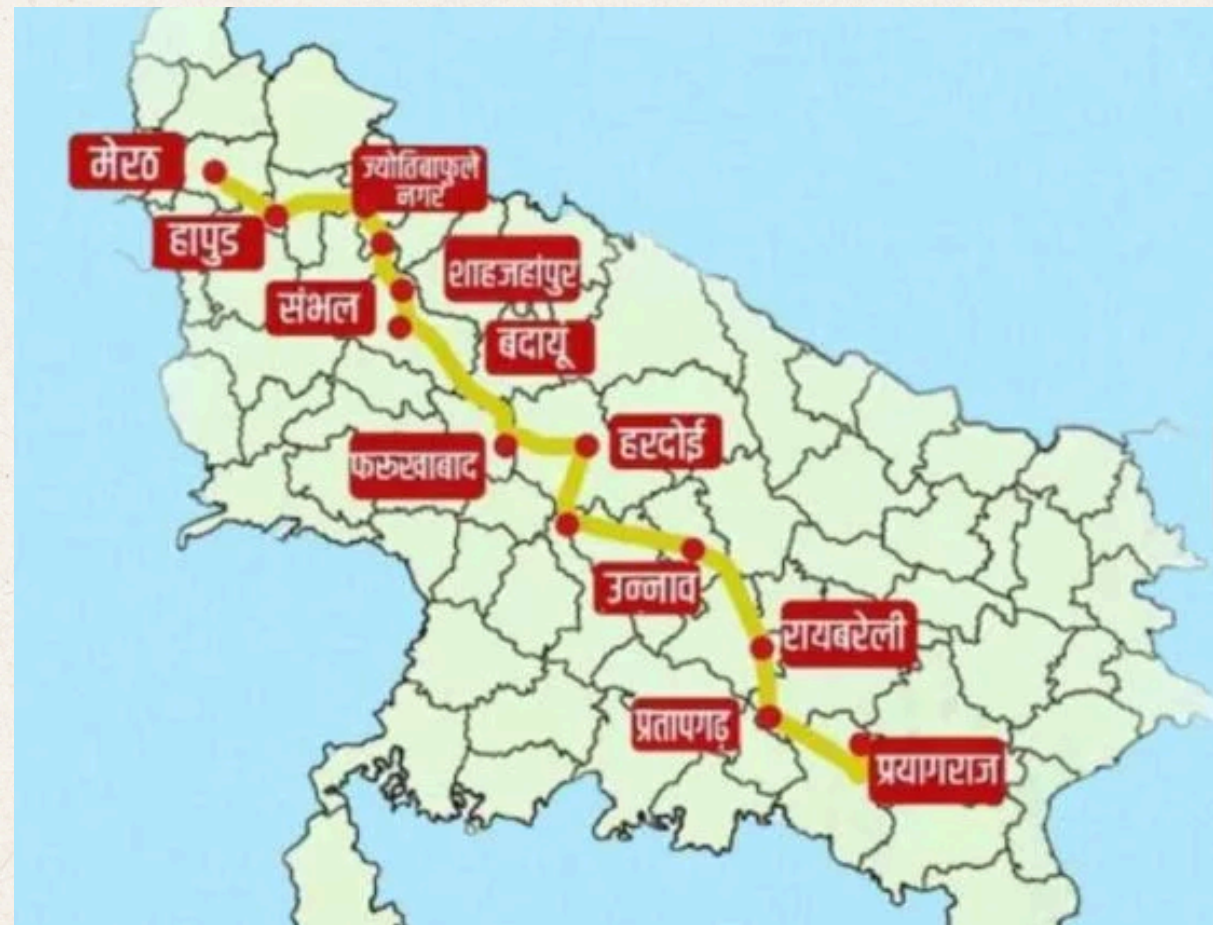 मेरठ
ज्योतिबाफुले
नगर
हापुड
शाहजहांपुर
संभल
बदायूं
हरदोई
फरूखाबाद
उन्नाव
रायबरेली
प्रतापगढ़
प्रयागराज